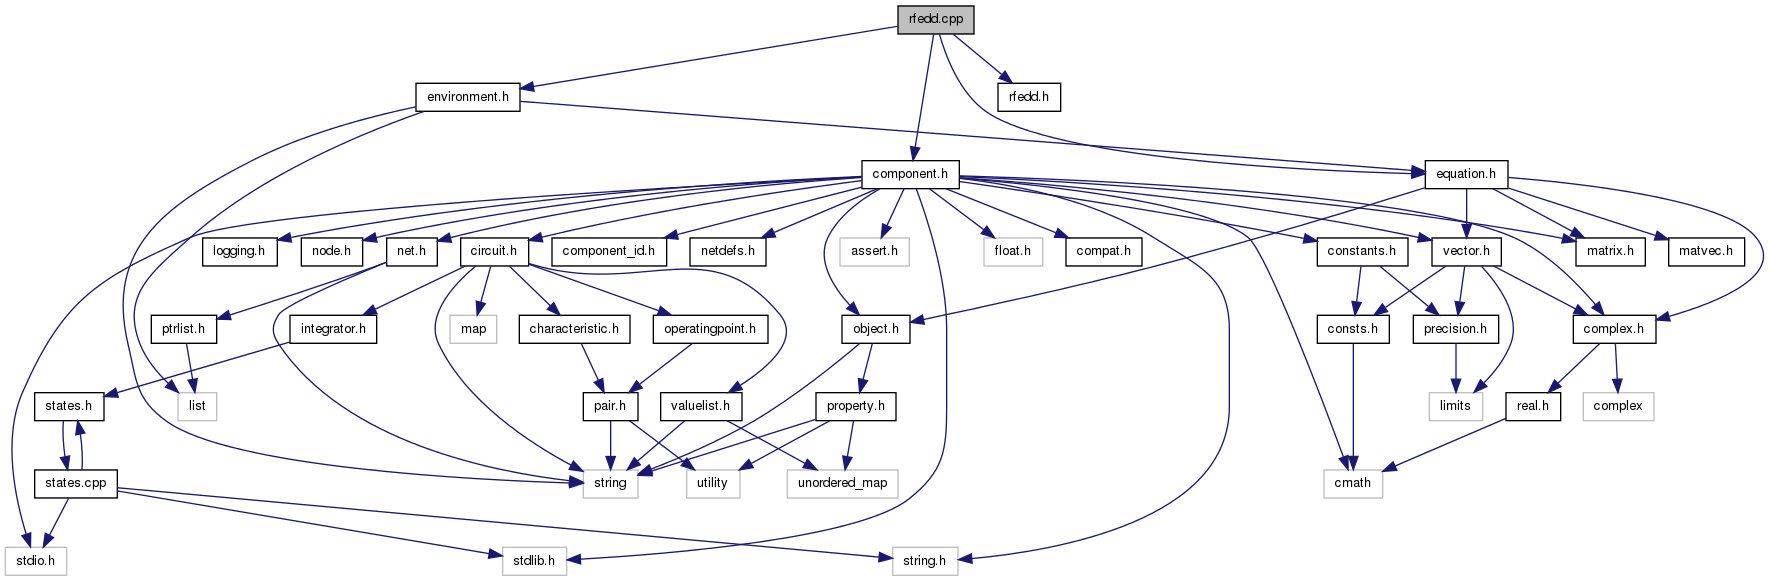 rfedd.cpp
environment.h
rfedd.h
component.h
equation.h
logging.h
node.h
net.h
circuit.h
component_id.h
netdefs.h
assert.h
float.h
compat.h
constants.h
vector.h
matrix.h
matvec.h
ptrlist.h
integrator.h
map
characteristic.h
operatingpoint.h
object.h
consts.h
precision.h
complex.h
states.h
list
pair.h
valuelist.h
property.h
limits
real.h
complex
states.cpp
string
utility
unordered_map
cmath
stdio.h
stdlib.h
string.h